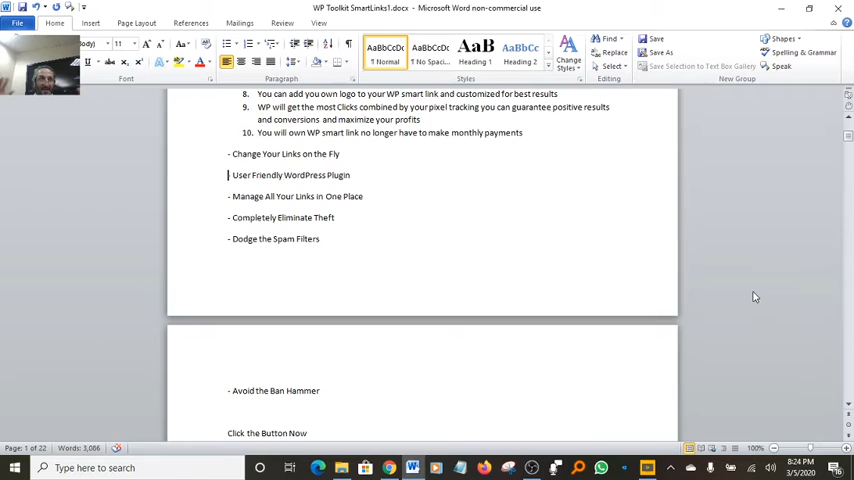 WP Toolkit SmartLinks1.docx - Microsoft Word non-commercial use
File Home Insert Page Layout References Mailings Review View
11 Aa
AaBbCcDc AaBbCcDc AaB AaBbCc
¶ Normal ¶ No Spaci... Heading 1 Heading 2
Change Styles
Find
Replace
Select
Save
Save As
Save Selection to Text Box Gallery
Shapes
Spelling & Grammar
Speak
Font Paragraph Styles Editing New Group
8. You can add you own logo to your WP smart link and customized for best results
9. WP will get the most Clicks combined by your pixel tracking you can guarantee positive results
and conversions and maximize your profits
10. You will own WP smart link no longer have to make monthly payments
- Change Your Links on the Fly
User Friendly WordPress Plugin
- Manage All Your Links in One Place
- Completely Eliminate Theft
- Dodge the Spam Filters
- Avoid the Ban Hammer
Click the Button Now
Page: 1 of 22 Words: 3,086 100%
Type here to search
8:24 PM
3/5/2020